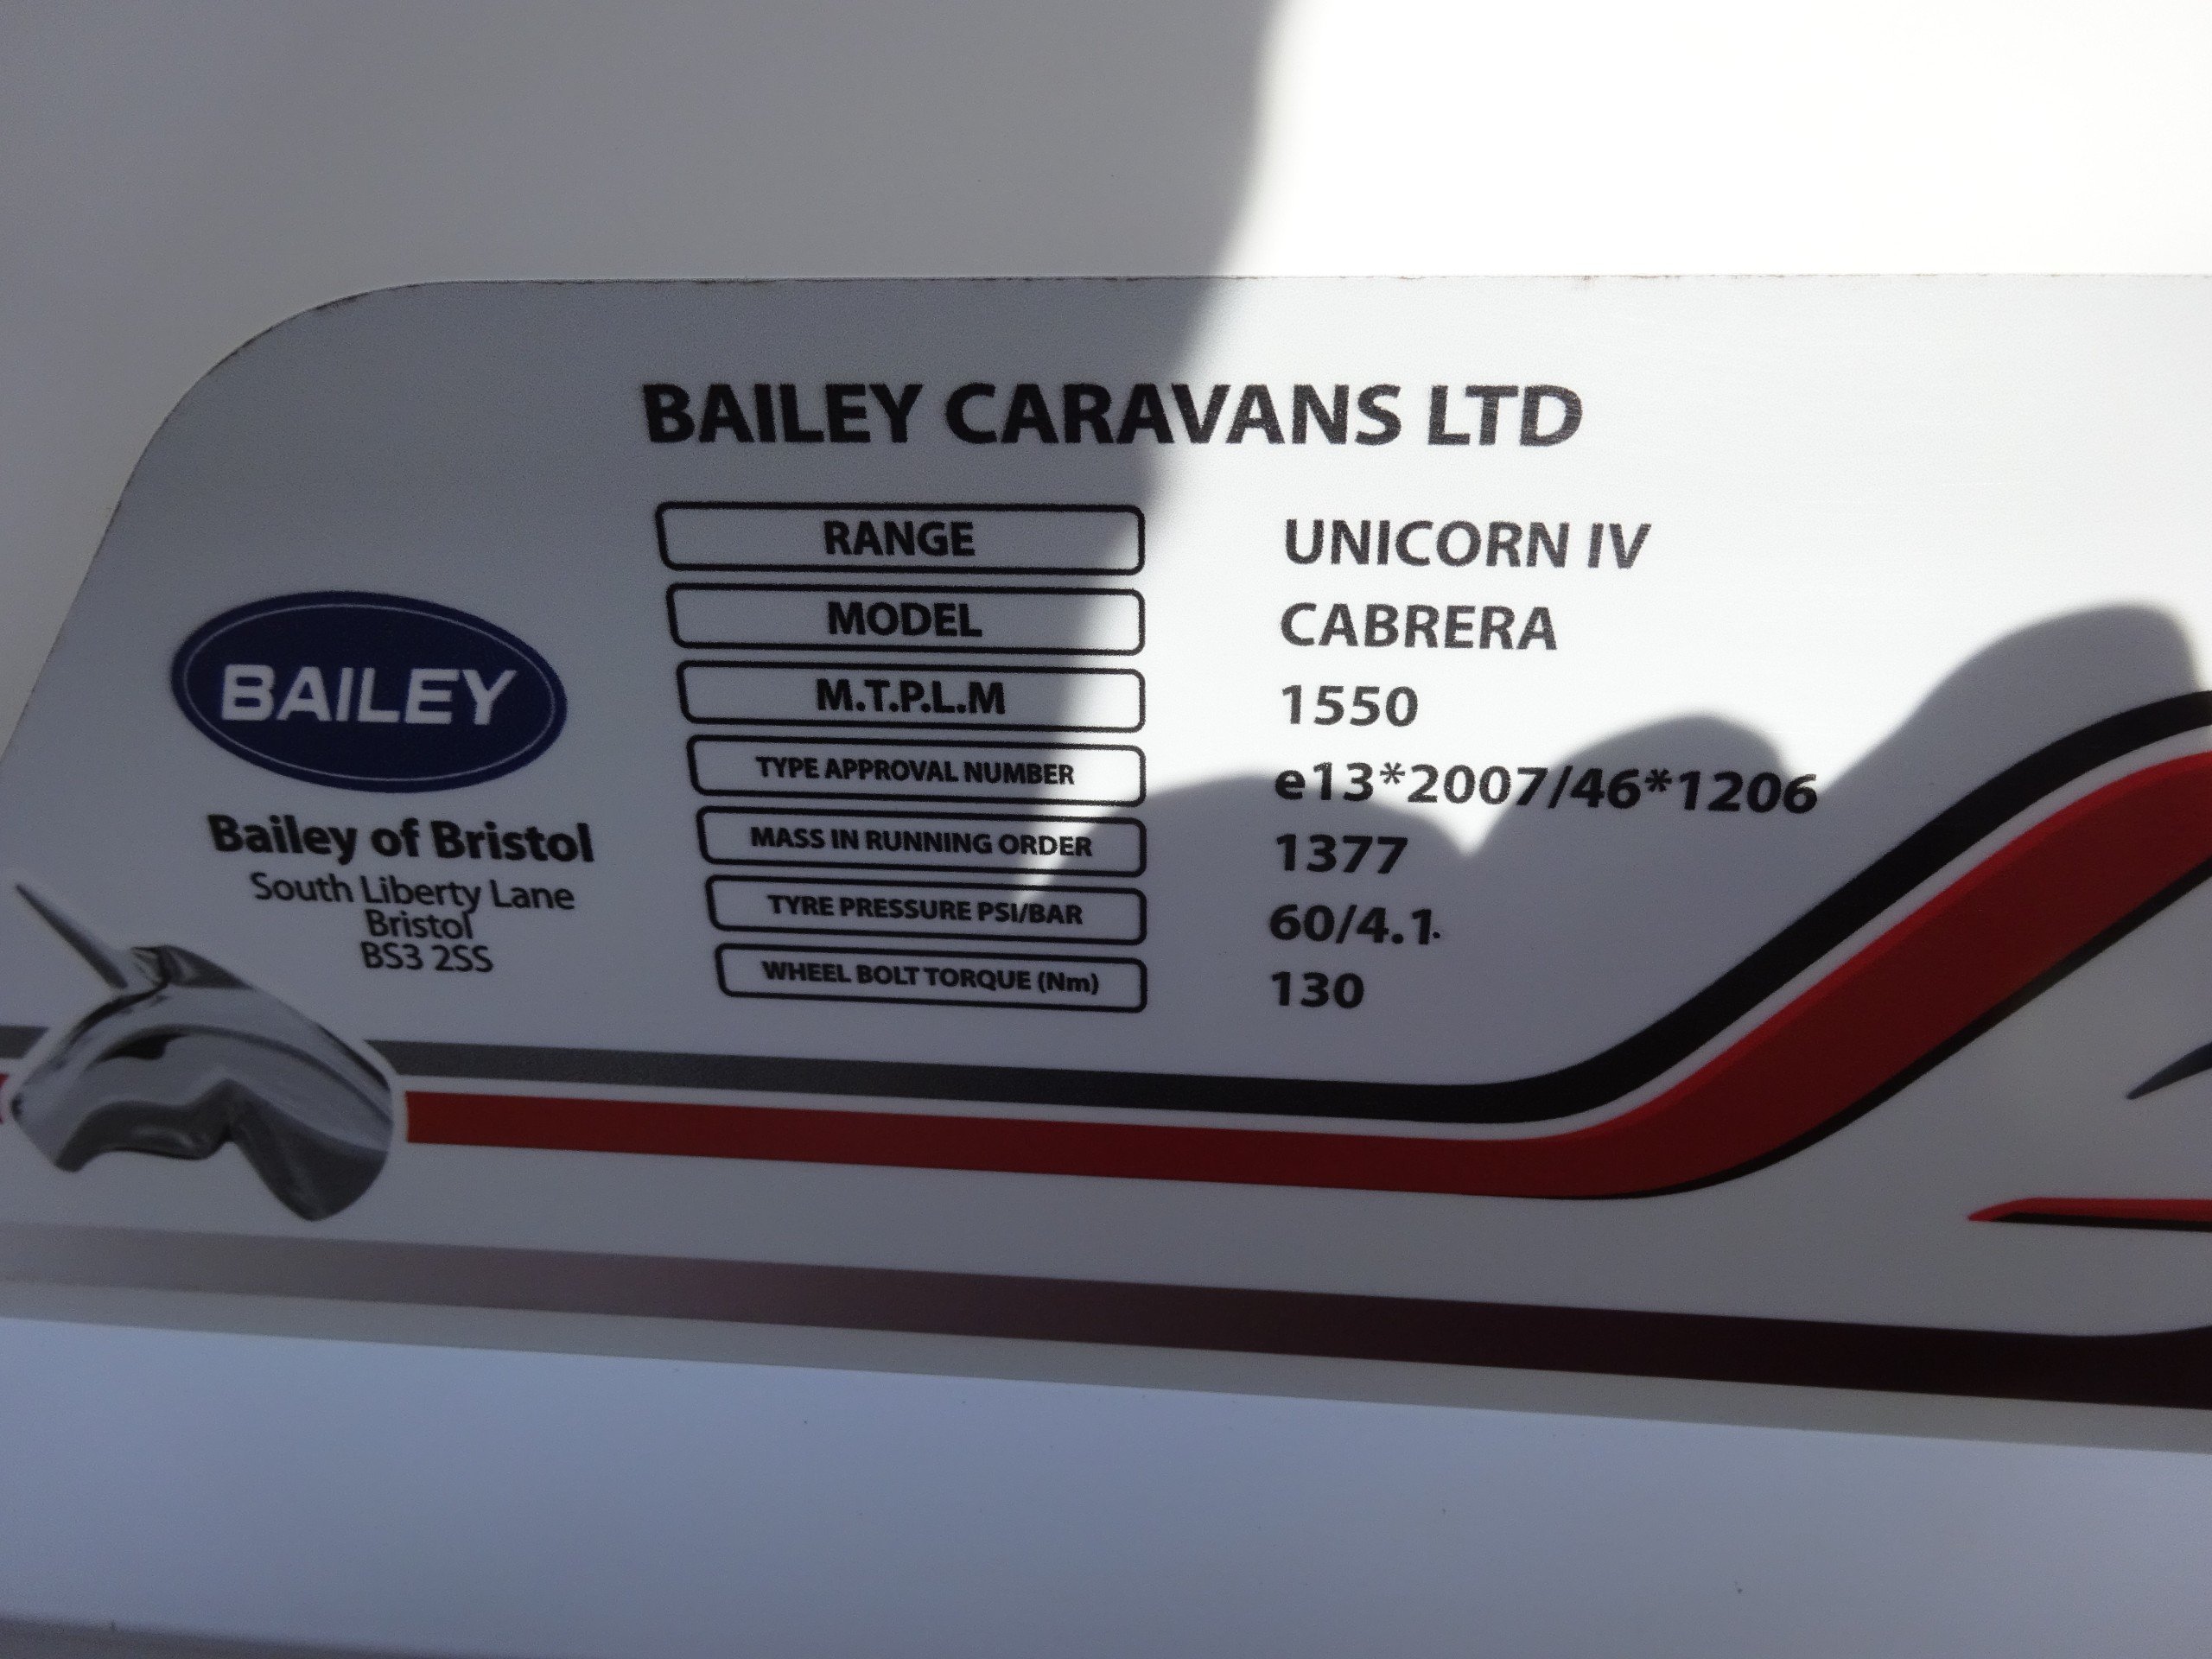 BAILEY CARAVANS LTD
RANGE UNICORN IV
MODEL CABRERA
M.T.P.L.M 1550
TYPE APPROVAL NUMBER e13*2007/46*1206
MASS IN RUNNING ORDER 1377
TYRE PRESSURE PSI/BAR 60/4.1.
WHEEL BOLT TORQUE (Nm) 130
BAILEY
Bailey of Bristol
South Liberty Lane
Bristol
BS3 2SS